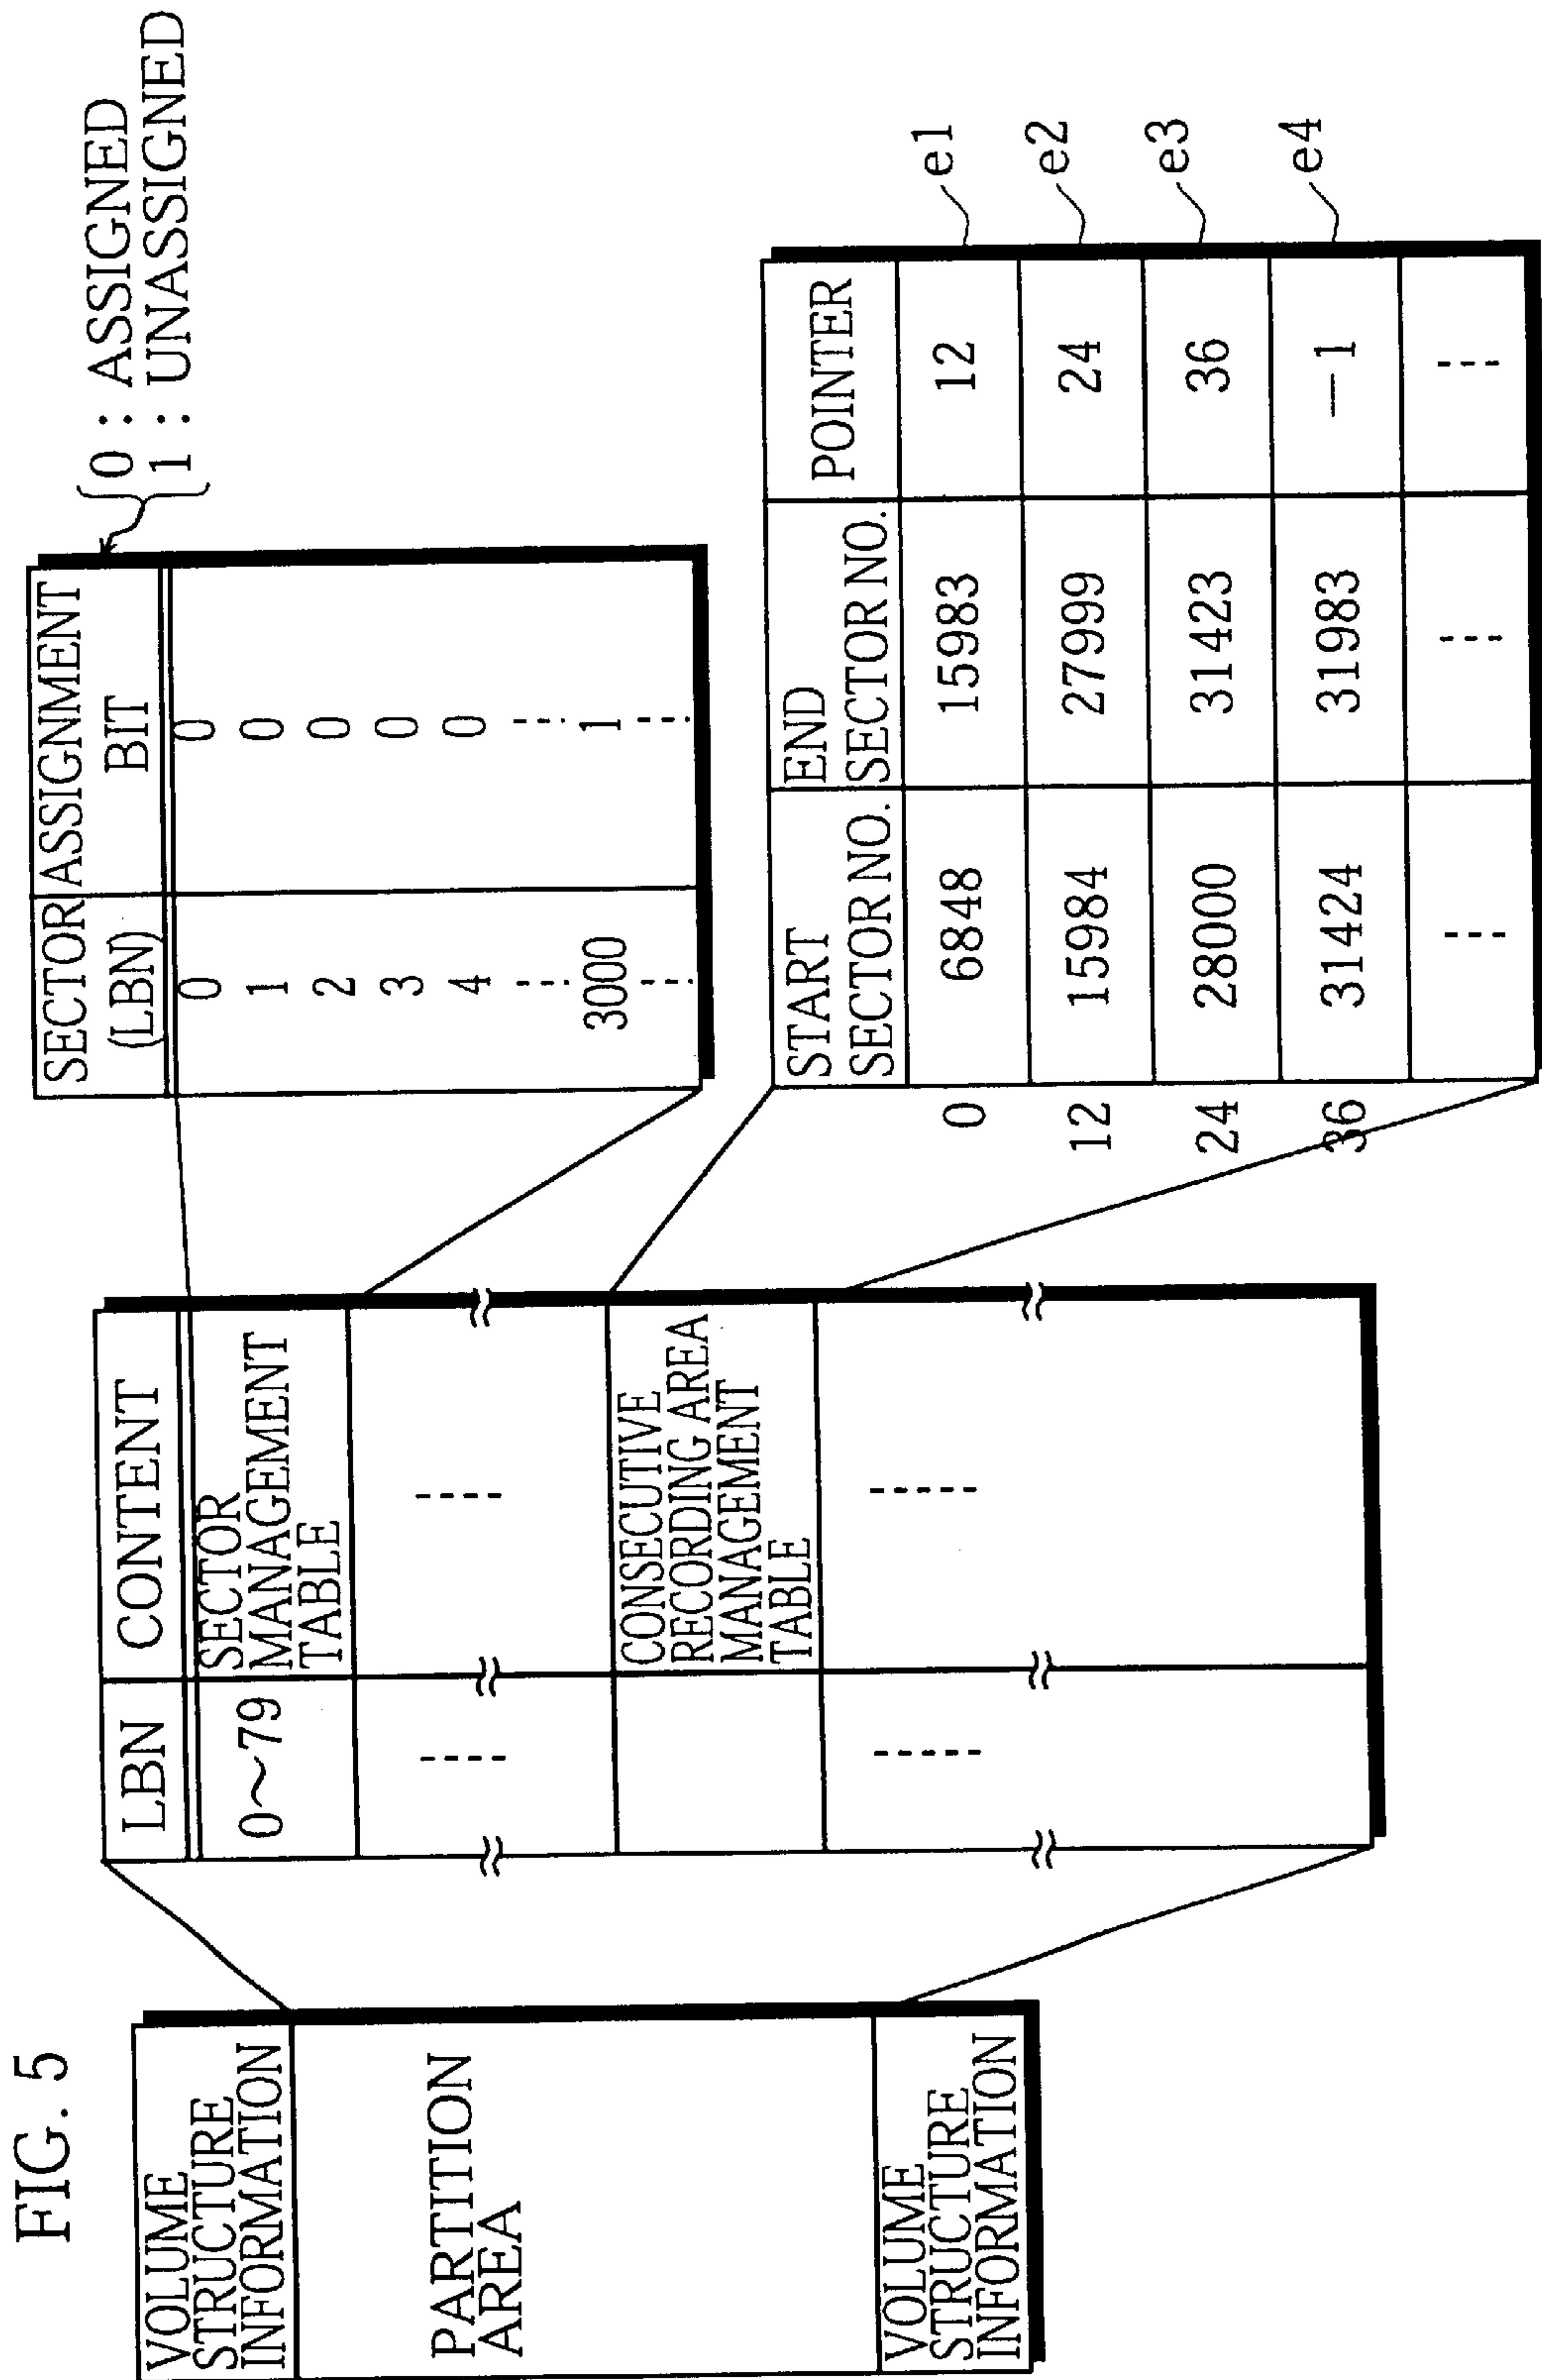 FIG. 5
VOLUME
STRUCTURE
INFORMATION
PARTITION
AREA
VOLUME
STRUCTURE
INFORMATION
LBN CONTENT
0～79 SECTOR
MANAGEMENT
TABLE
CONSECUTIVE
RECORDING AREA
MANAGEMENT
TABLE
SECTOR ASSIGNMENT
(LBN) BIT
0 0
1 0
2 0
3 0
4 0
3000 1
0 : ASSIGNED
1 : UNASSIGNED
START END POINTER
SECTOR NO. SECTOR NO.
0 6848 15983 12 e1
12 15984 27999 24 e2
24 28000 31423 36 e3
36 31424 31983 —1 e4